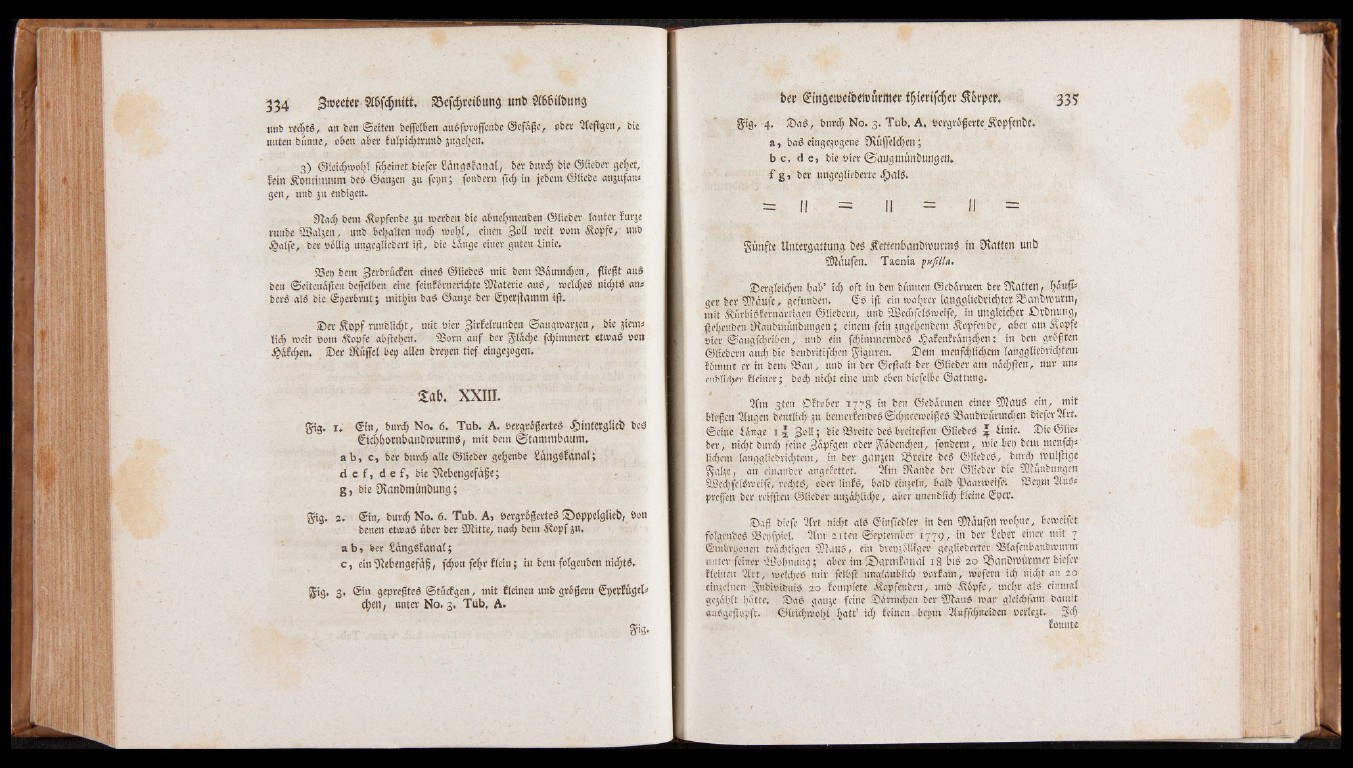 334 Zweeter Abschnitt. Beschreibung und Abbildung
und rechts, an den Seiten desselben aussprossende Gefäße, oder Aestgen, die
unten dünne, oben aber kulpichtrund zugehen.
3) Gleichwohl scheinet dieser Längskanal, der durch die Glieder gehet,
kein Kontinuum des Ganzen zu seyn; sondern sich in jedem Gliede anzufan-
gen, und zu endigen.
Nach dem Kopfende zu werden die abnehmenden Glieder lauter kurze
runde Walzen, und behalten noch wohl, einen Zoll weit vom Kopfe, und
Halse, der völlig ungegliedert ist, die Länge einer guten Linie.
Bey dem Zerdrücken eines Gliedes mit dem Bäumchen, fließt aus
den Seitenästen desselben eine feinkörnerichte Materie aus, welches nichts an-
ders als die Eyerbrut; mithin das Ganze der Eyerstamm ist.
Der Kopf rundlicht, mit vier Zirkelrunden Saugwarzen, die ziem-
lich weit vom Kopfe abstehen. Vorn auf der Fläche schimmert etwas von
Häkchen. Der Rüssel bey allen dreyen tief eingezogen.
Tab. XXIII.
Fig. 1. Ein, durch No. 6. Tub. A. vergrößertes Hinterglied des
Eichhornbandwurms, mit dem Stammbaum.
a b, c, der durch alle Glieder gehende Längskanal;
d e f, d e f, die Nebengefäße;
g, die Randmündung;
Fig. 2. Ein, durch No. 6. Tub. A, vergrößertes Doppelglied, von
denen etwas über der Mitte, nach dem Kopf zu.
a b, der Längskanal;
c, ein Nebengefäß, schon sehr klein; in dem folgenden nichts.
Fig. 3. Ein gepreßtes Stückgen, mit kleinen und größern Eyerkügel-
chen, unter No. 3. Tub, A.
Fig.
der Eingeweidewürmer thierischer Körper. 335
Fig. 4. Das, durch No. 3. Tub. A. vergrößerte Kopfende.
a, das eingezogene Rüsselchen;
b c. d e, die vier Saugmündungen.
f g, der ungegliederte Hals.
= || = || = || =
Fünfte Untergattung des Kettenbandwurms in Ratten und
Mäusen. Taenia pusilla.
Dergleichen hab' ich oft in den dünnen Gedärmen der Ratten, häufi-
ger der Mäuse, gefunden. Es ist ein wahrer langgliedrichter Bandwurm,
mit Kürbiskernartigen Gliedern, und Wechselsweise, in ungleicher Ordnung,
stehenden Randmündungen; einem fein zugehendem Kopfende, aber am Kopfe
vier Saugscheiben, und ein schimmerndes Hakenkränzchen: in den größten
Gliedern auch die dendritischen Figuren. Dem menschlichem langgliedrichtem
kömmt er in dem Bau, und in der Gestalt der Glieder am nächsten, nur un-
endlicher kleiner; doch nicht eine und eben dieselbe Gattung.
Am 3ten Oktober 1778 in den Gedärmen einer Maus ein, mit
bloßen Augen deutlich zu bemerkendes Schneeweißes Bandwürmchen dieser Art.
Seine Länge 1 1/2 Zoll; die Breite des breitesten Gliedes 1/4 Linie. Die Glie-
der, nicht durch feine Zäpfgen oder Fädenchen, sondern, wie bey dem mensch-
lichem langgliedrichtem, in der ganzen Breite des Gliedes, durch wulstige
Falze, an einander angekettet. Am Rande der Glieder die Mündungen
Wechselsweise, rechts, oder links, bald einzeln, bald Paarweise. Beym Aus-
pressen der reifsten Glieder unzähliche, aber unendlich kleine Eyer.
Daß diese Art nicht als Einsiedler in den Mäusen wohne, beweiset
folgendes Beyspiel. Am 21ten September 1779, in der Leber einer mit 7
Embryonen trächtigen Maus, ein dreyzölliger gegliederter Blasenbandwurm
unter seiner Wohnung; aber im Darmkanal 18 bis 20 Bandwürmer dieser
kleinen Art, welches mir selbst unglaublich vorkam, wofern ich nicht an 20
einzelnen Individuis 20 komplete Kopfenden, und Köpfe, mehr als einmal
gezählt hätte. Das ganze feine Därmchen der Maus war gleichsam damit
ausgestopft. Gleichwohl hatt' ich keinen beym Aufschneiden verlezt. Ich
konnte